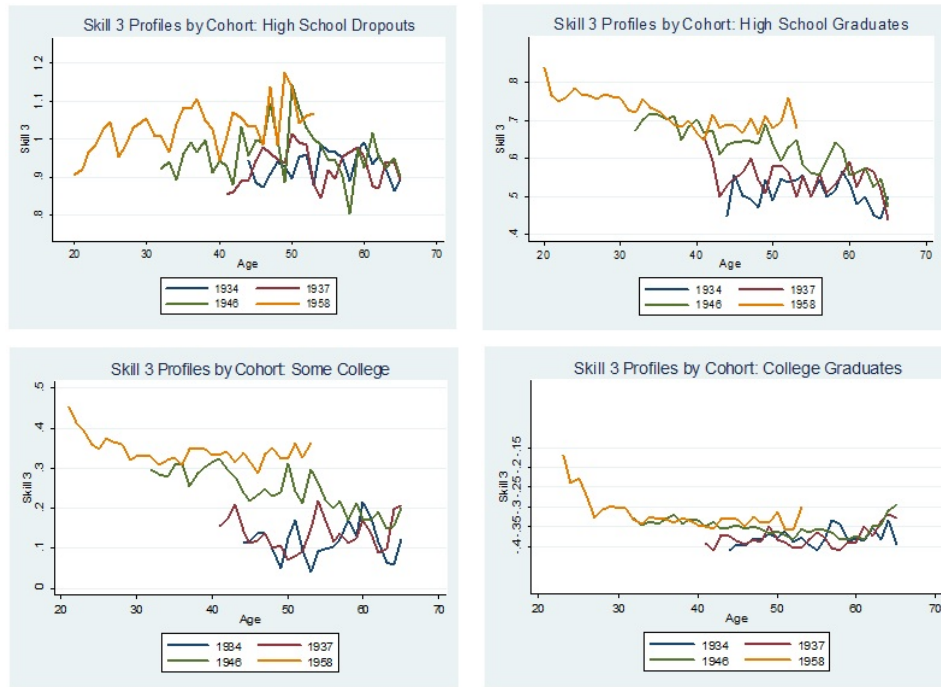 Skill 3 Profiles by Cohort: High School Dropouts
Skill 3
.8 .9 1 1.1 1.2
20 30 40 50 60 70
Age
1934 1937
1946 1958
Skill 3 Profiles by Cohort: High School Graduates
Skill 3
.4 .5 .6 .7 .8
20 30 40 50 60 70
Age
1934 1937
1946 1958
Skill 3 Profiles by Cohort: Some College
Skill 3
0 .1 .2 .3 .4 .5
20 30 40 50 60 70
Age
1934 1937
1946 1958
Skill 3 Profiles by Cohort: College Graduates
Skill 3
-.4-.35-.3-.25-.2-.15
20 30 40 50 60 70
Age
1934 1937
1946 1958